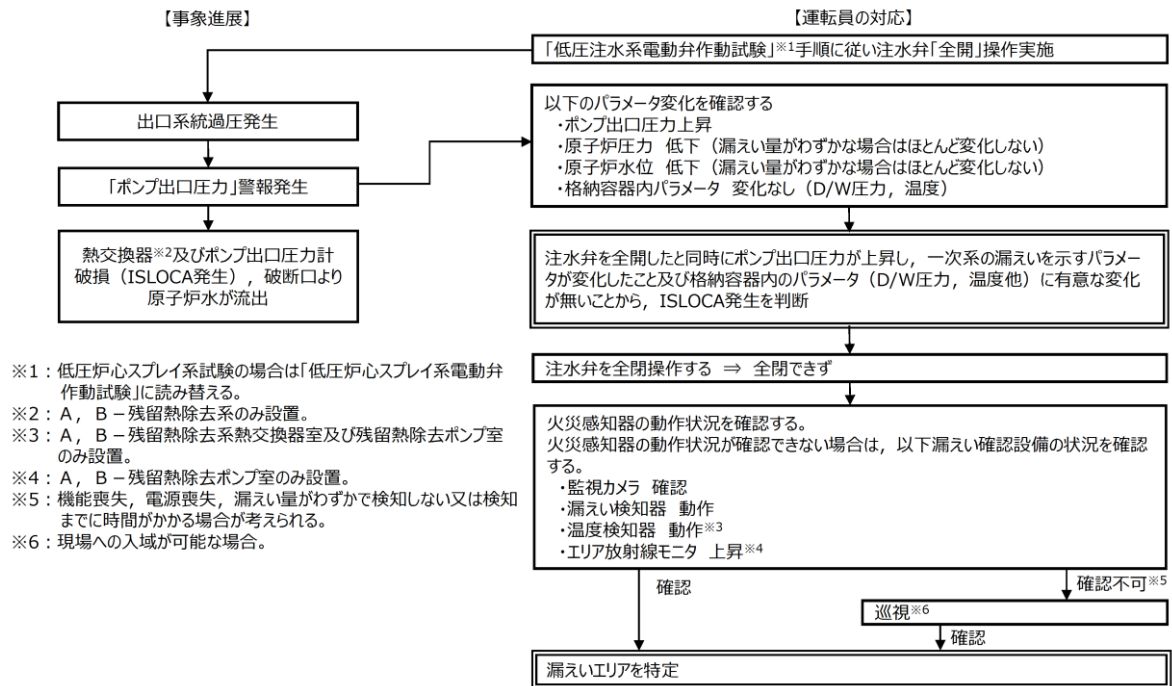 【事象進展】
【運転員の対応】
「低圧注水系電動弁作動試験」※1手順に従い注水弁「全開」操作実施
出口系統過圧発生
「ポンプ出口圧力」警報発生
熱交換器※2及びポンプ出口圧力計
破損（ISLOCA発生），破断口より
原子炉水が流出
以下のパラメータ変化を確認する
・ポンプ出口圧力上昇
・原子炉圧力 低下（漏えい量がわずかな場合はほとんど変化しない）
・原子炉水位 低下（漏えい量がわずかな場合はほとんど変化しない）
・格納容器内パラメータ 変化なし（D/W圧力，温度）
注水弁を全開したと同時にポンプ出口圧力が上昇し，一次系の漏えいを示すパラメー
タが変化したこと及び格納容器内のパラメータ（D/W圧力，温度他）に有意な変化
が無いことから，ISLOCA発生を判断
注水弁を全閉操作する ⇒ 全閉できず
火災感知器の動作状況を確認する。
火災感知器の動作状況が確認できない場合は，以下漏えい確認設備の状況を確認
する。
・監視カメラ 確認
・漏えい検知器 動作
・温度検知器 動作※3
・エリア放射線モニタ 上昇※4
確認
確認不可※5
巡視※6
確認
漏えいエリアを特定
※1：低圧炉心スプレイ系試験の場合は「低圧炉心スプレイ系電動弁
作動試験」に読み替える。
※2：A，B－残留熱除去系のみ設置。
※3：A，B－残留熱除去系熱交換器室及び残留熱除去ポンプ室
のみ設置。
※4：A，B－残留熱除去ポンプ室のみ設置。
※5：機能喪失，電源喪失，漏えい量がわずかで検知しない又は検知
までに時間がかかる場合が考えられる。
※6：現場への入域が可能な場合。